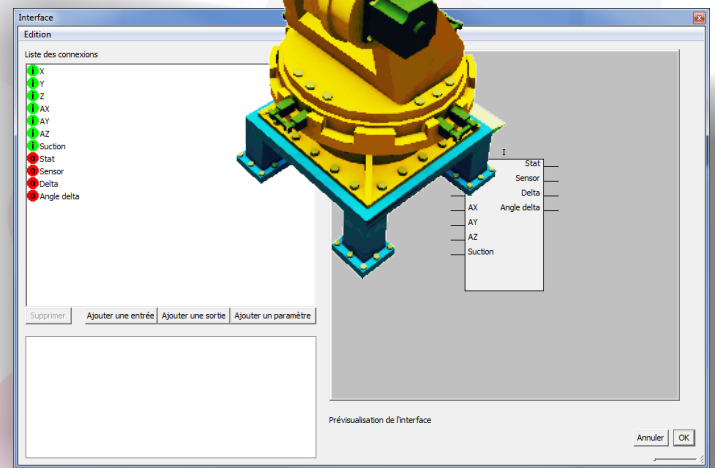 Interface
Edition
Liste des connexions
i X
i Y
i Z
i AX
i AY
i AZ
i Suction
o Stat
o Sensor
o Delta
o Angle delta
Supprimer
Ajouter une entrée
Ajouter une sortie
Ajouter un paramètre
I
Stat
Sensor
Delta
AX Angle delta
AY
AZ
Suction
Prévisualisation de l'interface
Annuler
OK